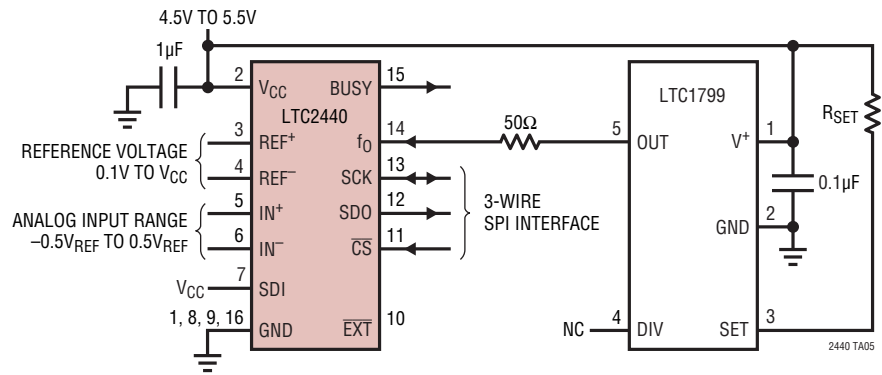 4.5V TO 5.5V
1µF
2
VCC
BUSY
15
LTC2440
LTC1799
RSET
REFERENCE VOLTAGE
0.1V TO VCC
3
REF+
fO
14
50Ω
5
OUT
V+
1
4
REF–
SCK
13
3-WIRE
SPI INTERFACE
0.1µF
ANALOG INPUT RANGE
–0.5VREF TO 0.5VREF
5
IN+
SDO
12
6
IN–
CS
11
GND
2
VCC
7
SDI
1, 8, 9, 16
GND
EXT
10
NC
4
DIV
SET
3
2440 TA05